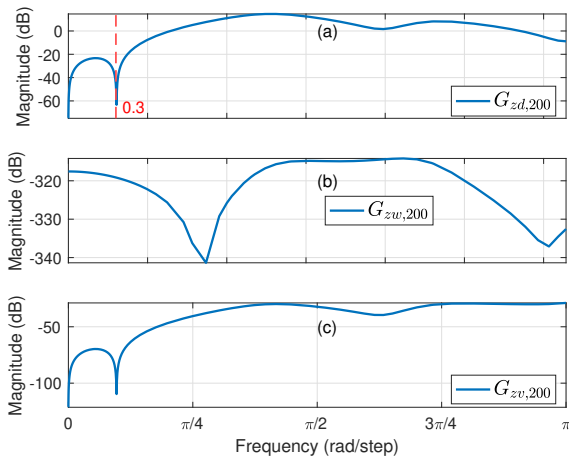 Magnitude (dB)
0
-20
-40
-60
(a)
0.3
G_{zd,200}
Magnitude (dB)
-320
-330
-340
(b)
G_{zw,200}
Magnitude (dB)
-50
-100
(c)
G_{zv,200}
0 π/4 π/2 3π/4 π
Frequency (rad/step)